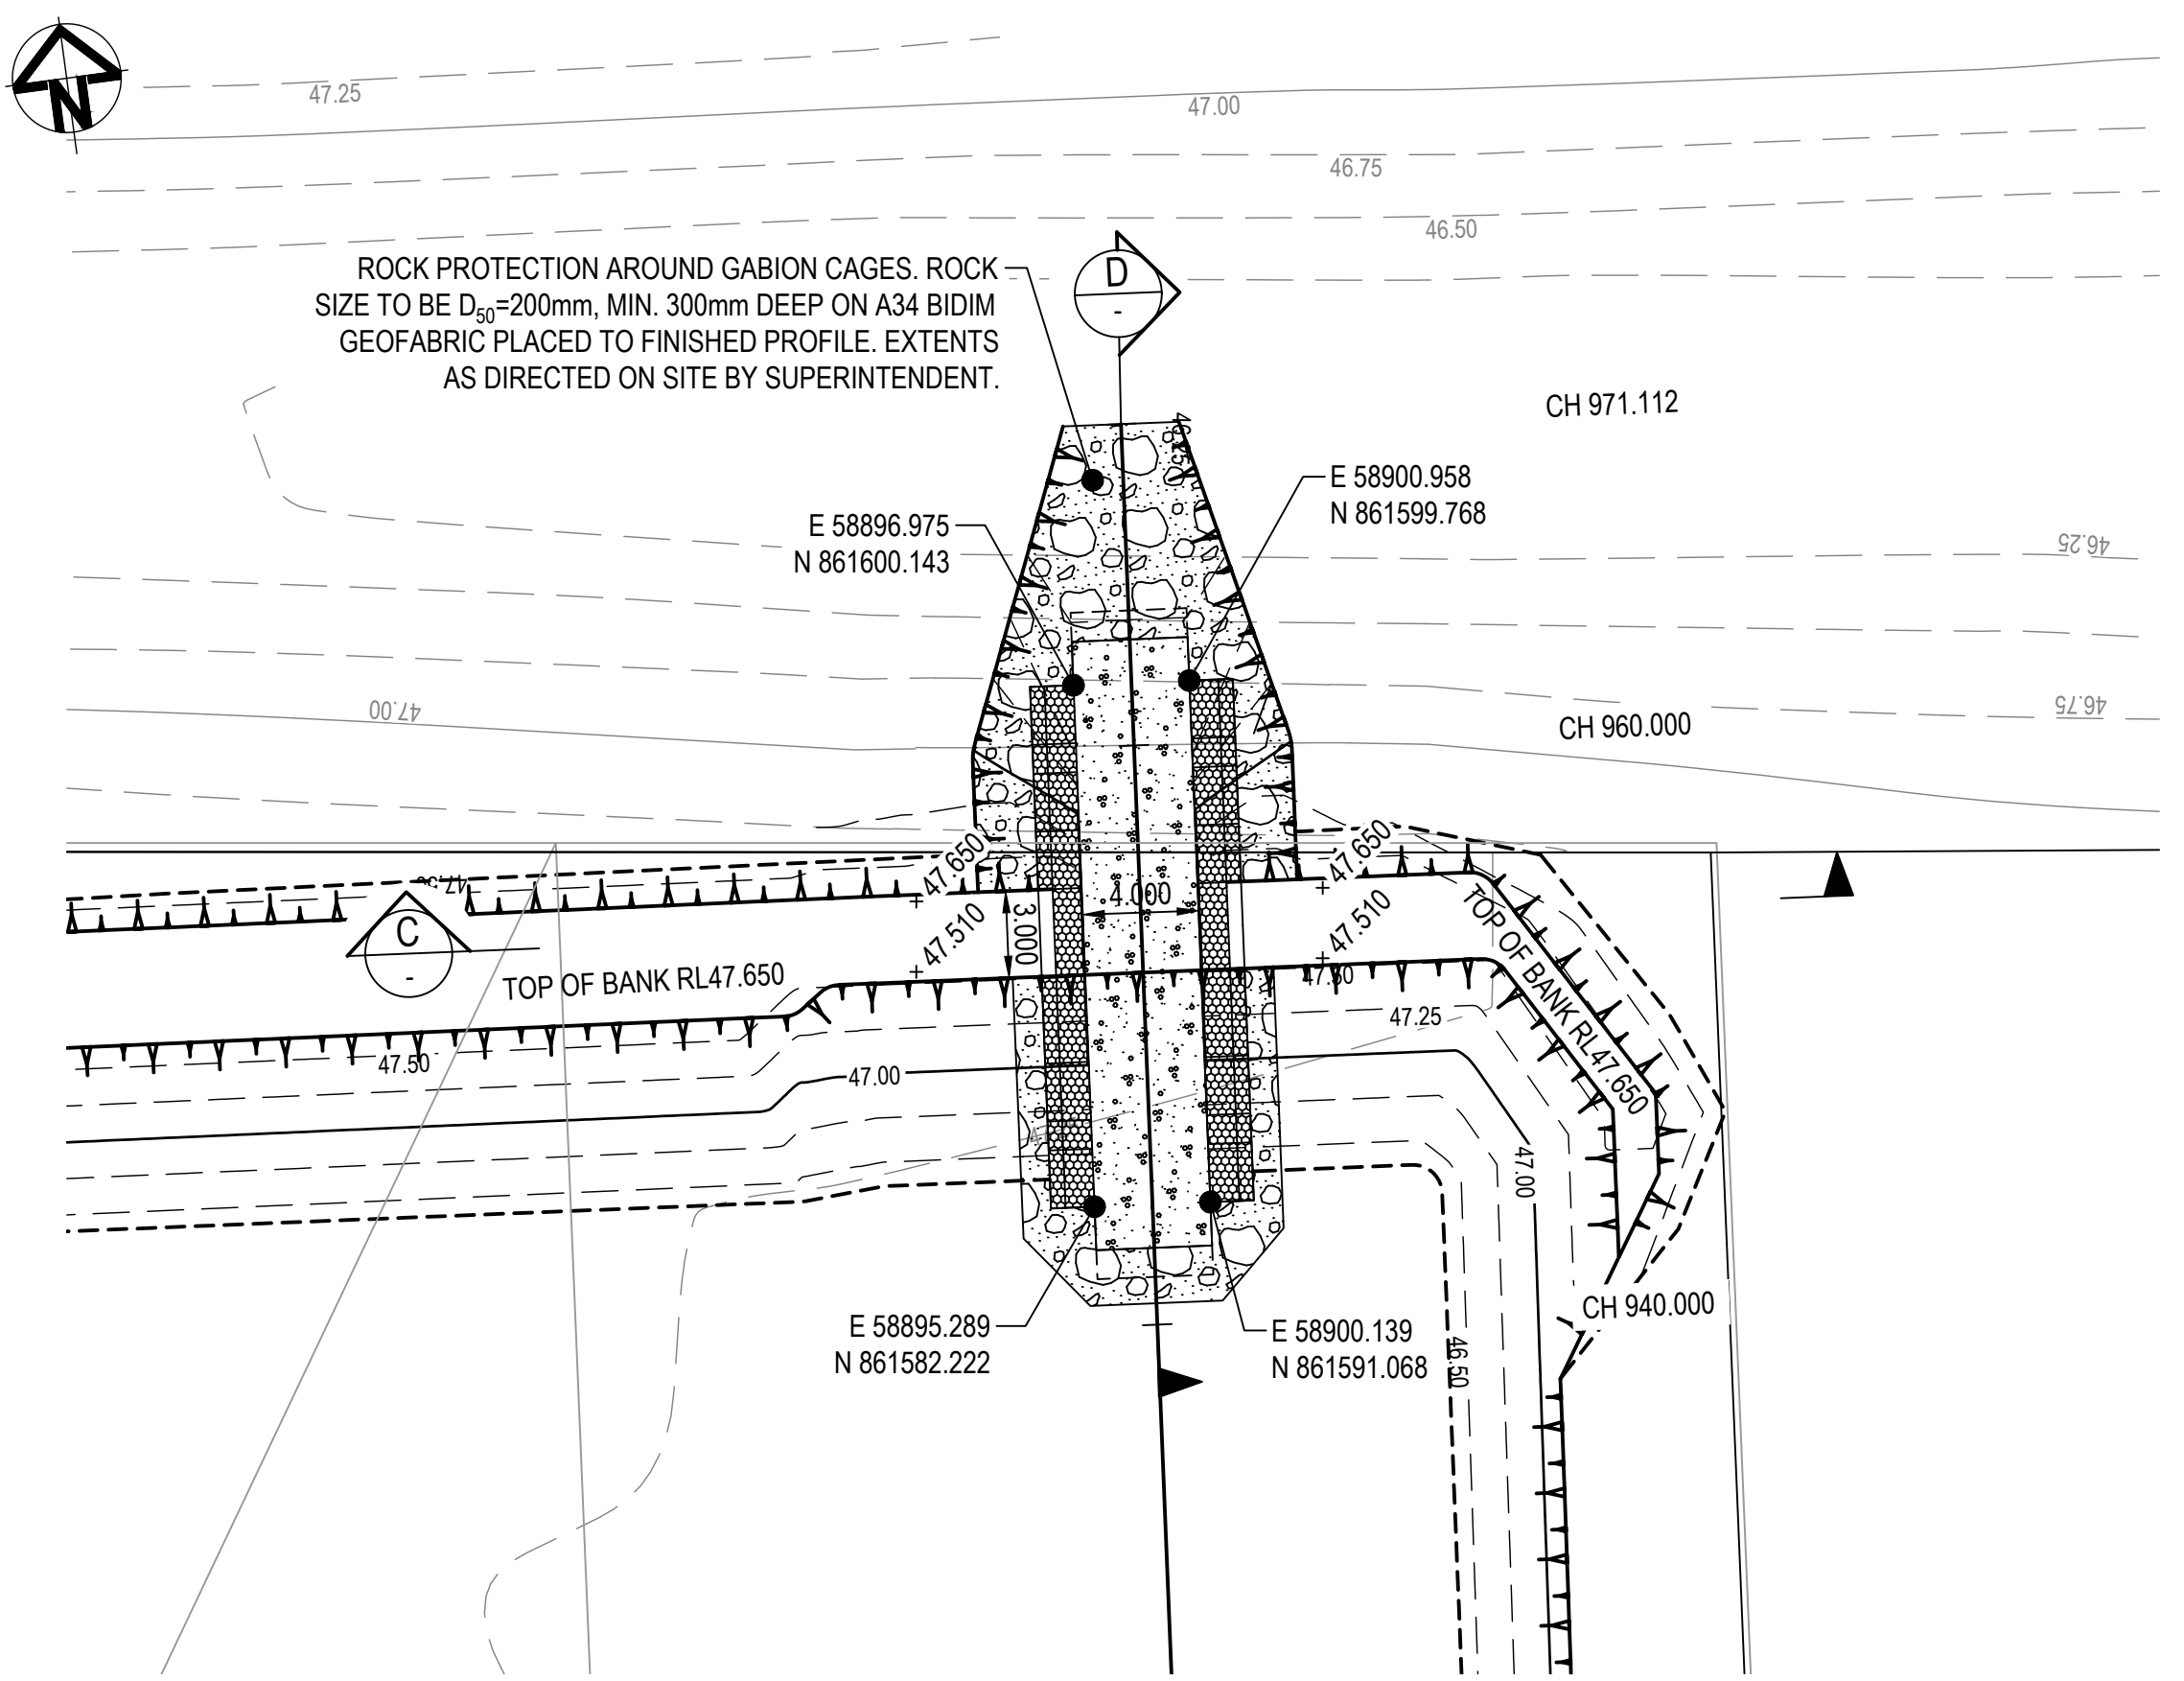 N
47.25
47.00
46.75
46.50
ROCK PROTECTION AROUND GABION CAGES. ROCK
SIZE TO BE D50=200mm, MIN. 300mm DEEP ON A34 BIDIM
GEOFABRIC PLACED TO FINISHED PROFILE. EXTENTS
AS DIRECTED ON SITE BY SUPERINTENDENT.
D
-
CH 971.112
E 58900.958
N 861599.768
E 58896.975
N 861600.143
46.25
46.25
47.00
46.75
CH 960.000
47.650
47.650
4.000
3.000
47.510
47.510
C
-
TOP OF BANK RL47.650
TOP OF BANK RL47.650
47.50
47.25
47.50
47.00
47.00
46.50
CH 940.000
E 58895.289
N 861582.222
E 58900.139
N 861591.068